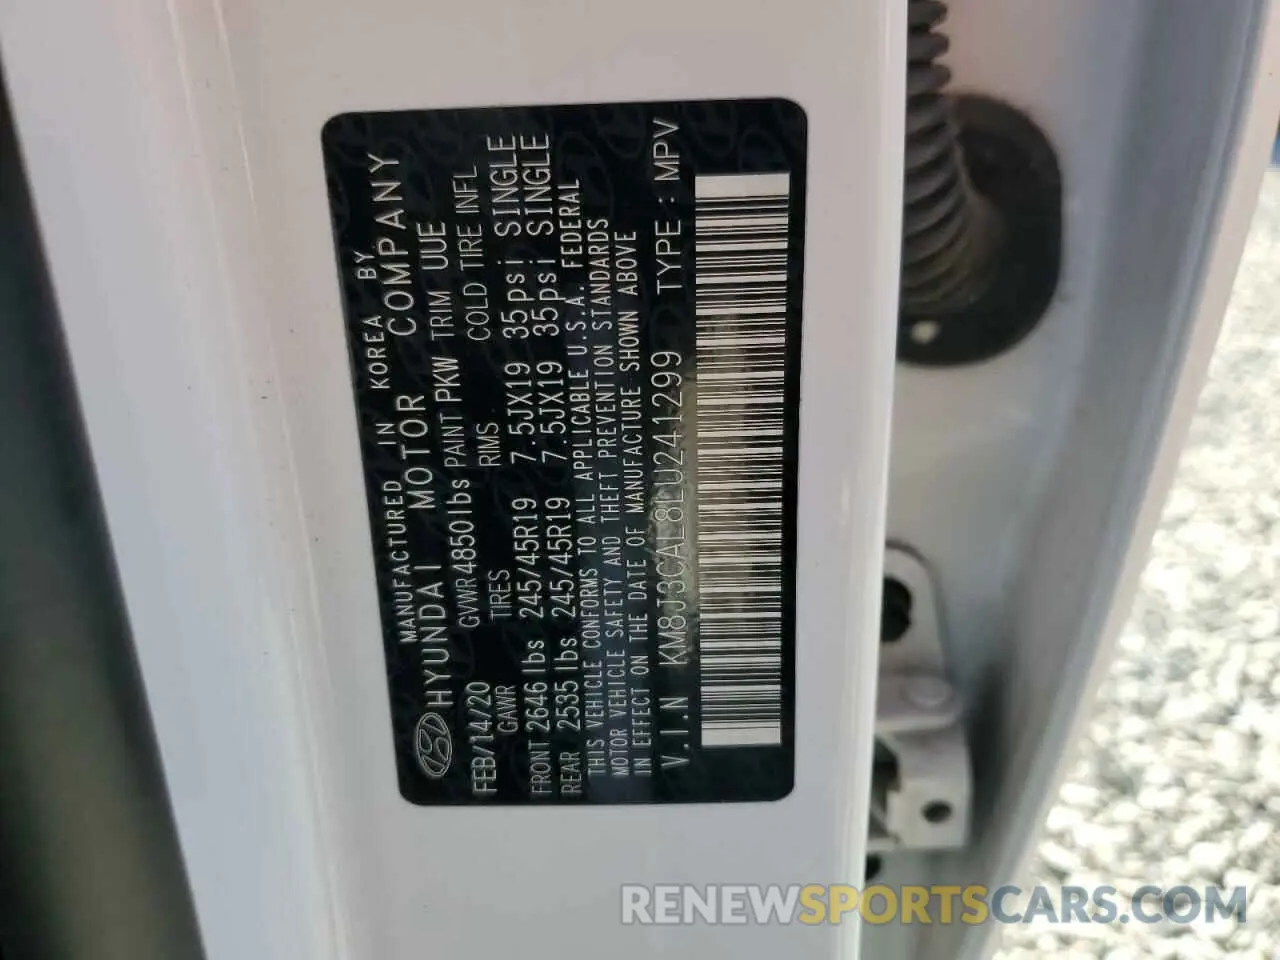 MANUFACTURED IN KOREA BY
HYUNDAI MOTOR COMPANY
FEB/14/20 GVWR 4850lbs PAINT PKW TRIM UUE
GAWR TIRES RIMS COLD TIRE INFL
FRONT 2646lbs 245/45R19 7.5JX19 35psi SINGLE
REAR 2535lbs 245/45R19 7.5JX19 35psi SINGLE
THIS VEHICLE CONFORMS TO ALL APPLICABLE U.S.A. FEDERAL
MOTOR VEHICLE SAFETY AND THEFT PREVENTION STANDARDS
IN EFFECT ON THE DATE OF MANUFACTURE SHOWN ABOVE
V.I.N KM8J3CAL8LU241299 TYPE : MPV
RENEWSPORTSCARS.COM